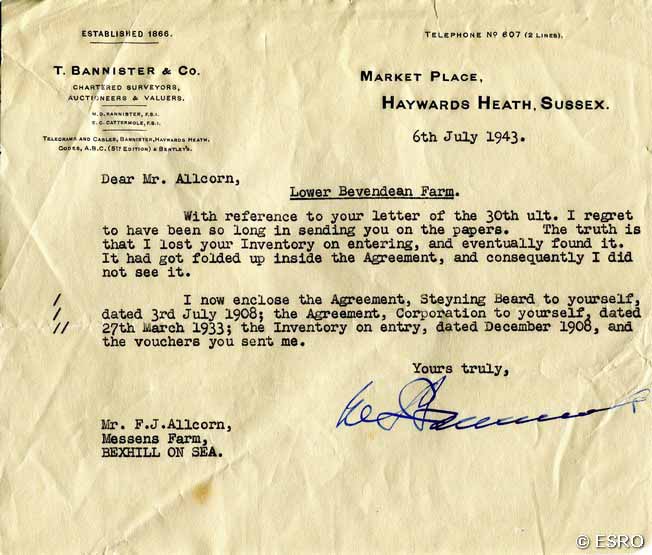 ESTABLISHED 1866.
TELEPHONE Nº 607 (2 LINES).
T. BANNISTER & Co.
CHARTERED SURVEYORS,
AUCTIONEERS & VALUERS.
BANNISTER, F.S.I.
CATTERMOLE, F.S.I.
TELEGRAMS AND CABLES, BANNISTER, HAYWARDS HEATH.
CODES, A.B.C. (5TH EDITION) & BENTLEY'S.
MARKET PLACE,
HAYWARDS HEATH, SUSSEX.
6th July 1943.
Dear Mr. Allcorn,
Lower Bevendean Farm.
With reference to your letter of the 30th ult. I regret
to have been so long in sending you on the papers. The truth is
that I lost your Inventory on entering, and eventually found it.
It had got folded up inside the Agreement, and consequently I did
not see it.
/ I now enclose the Agreement, Steyning Beard to yourself,
/ dated 3rd July 1908; the Agreement, Corporation to yourself, dated
// 27th March 1933; the Inventory on entry, dated December 1908, and
the vouchers you sent me.
Yours truly,
Mr. F.J.Allcorn,
Messens Farm,
BEXHILL ON SEA.
© ESRO